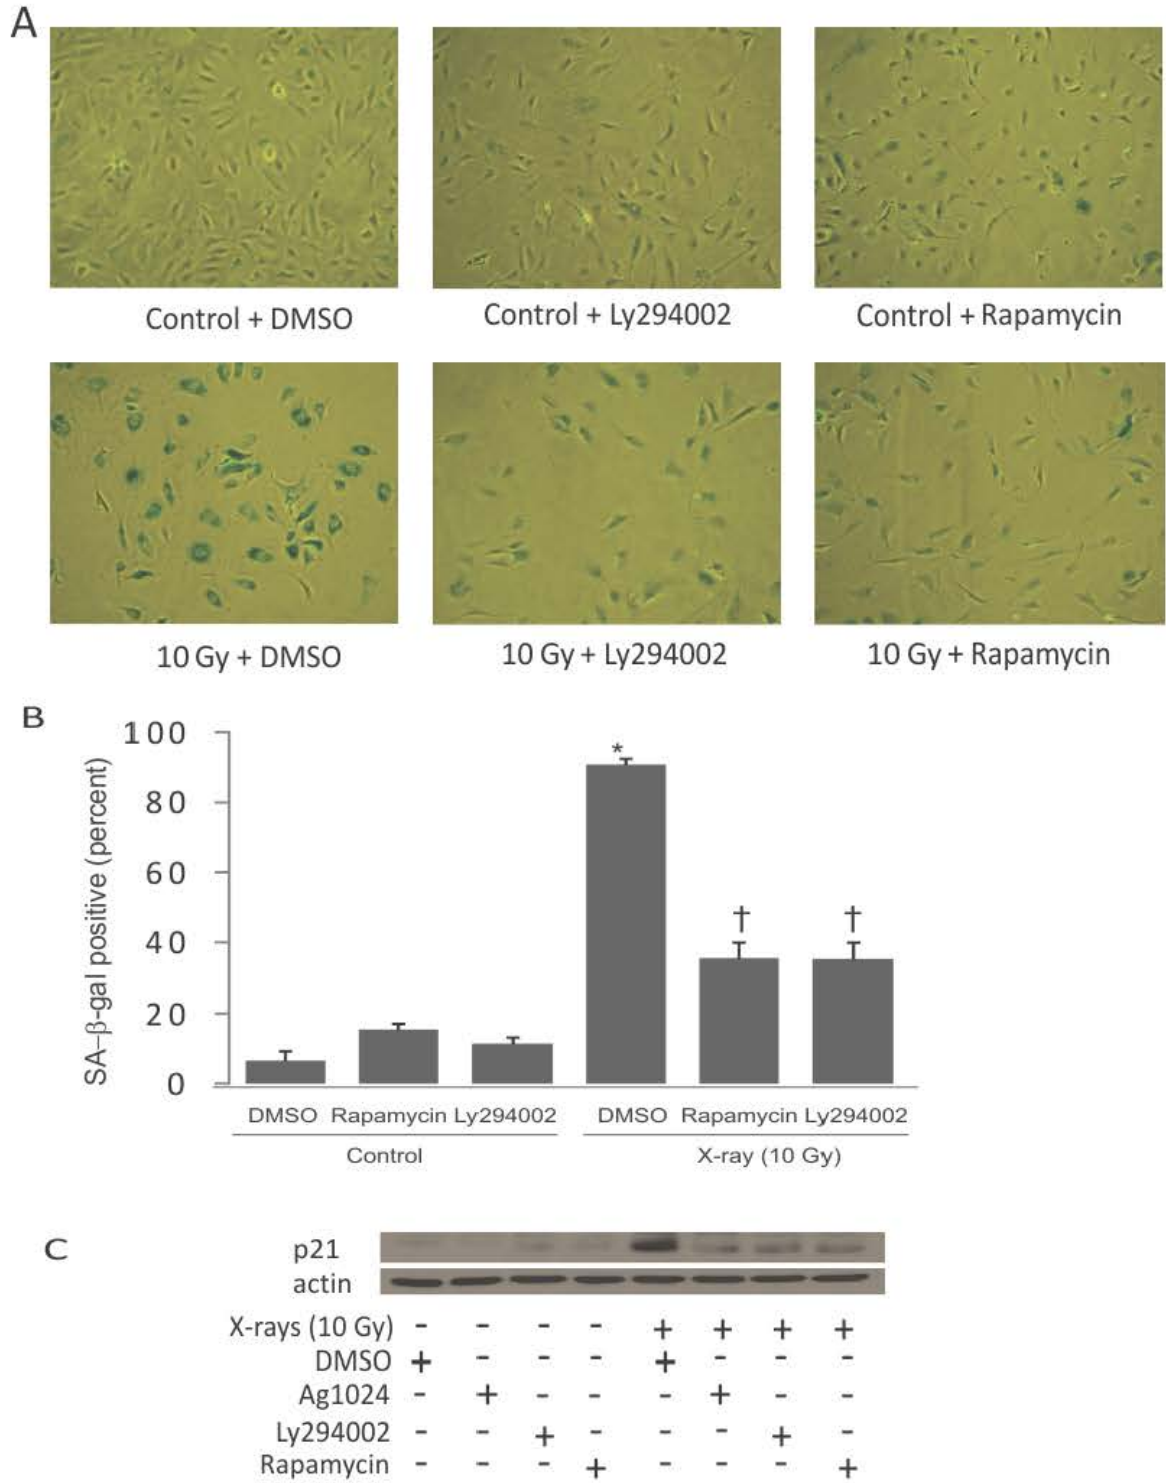 A
Control + DMSO
Control + Ly294002
Control + Rapamycin
10 Gy + DMSO
10 Gy + Ly294002
10 Gy + Rapamycin
B
SA–β-gal positive (percent)
100
80
60
40
20
0
*
†
†
DMSO Rapamycin Ly294002
DMSO Rapamycin Ly294002
Control
X-ray (10 Gy)
C
p21
actin
X-rays (10 Gy) - - - - + + + +
DMSO + - - - + - - -
Ag1024 - + - - - + - -
Ly294002 - - + - - - + -
Rapamycin - - - + - - - +